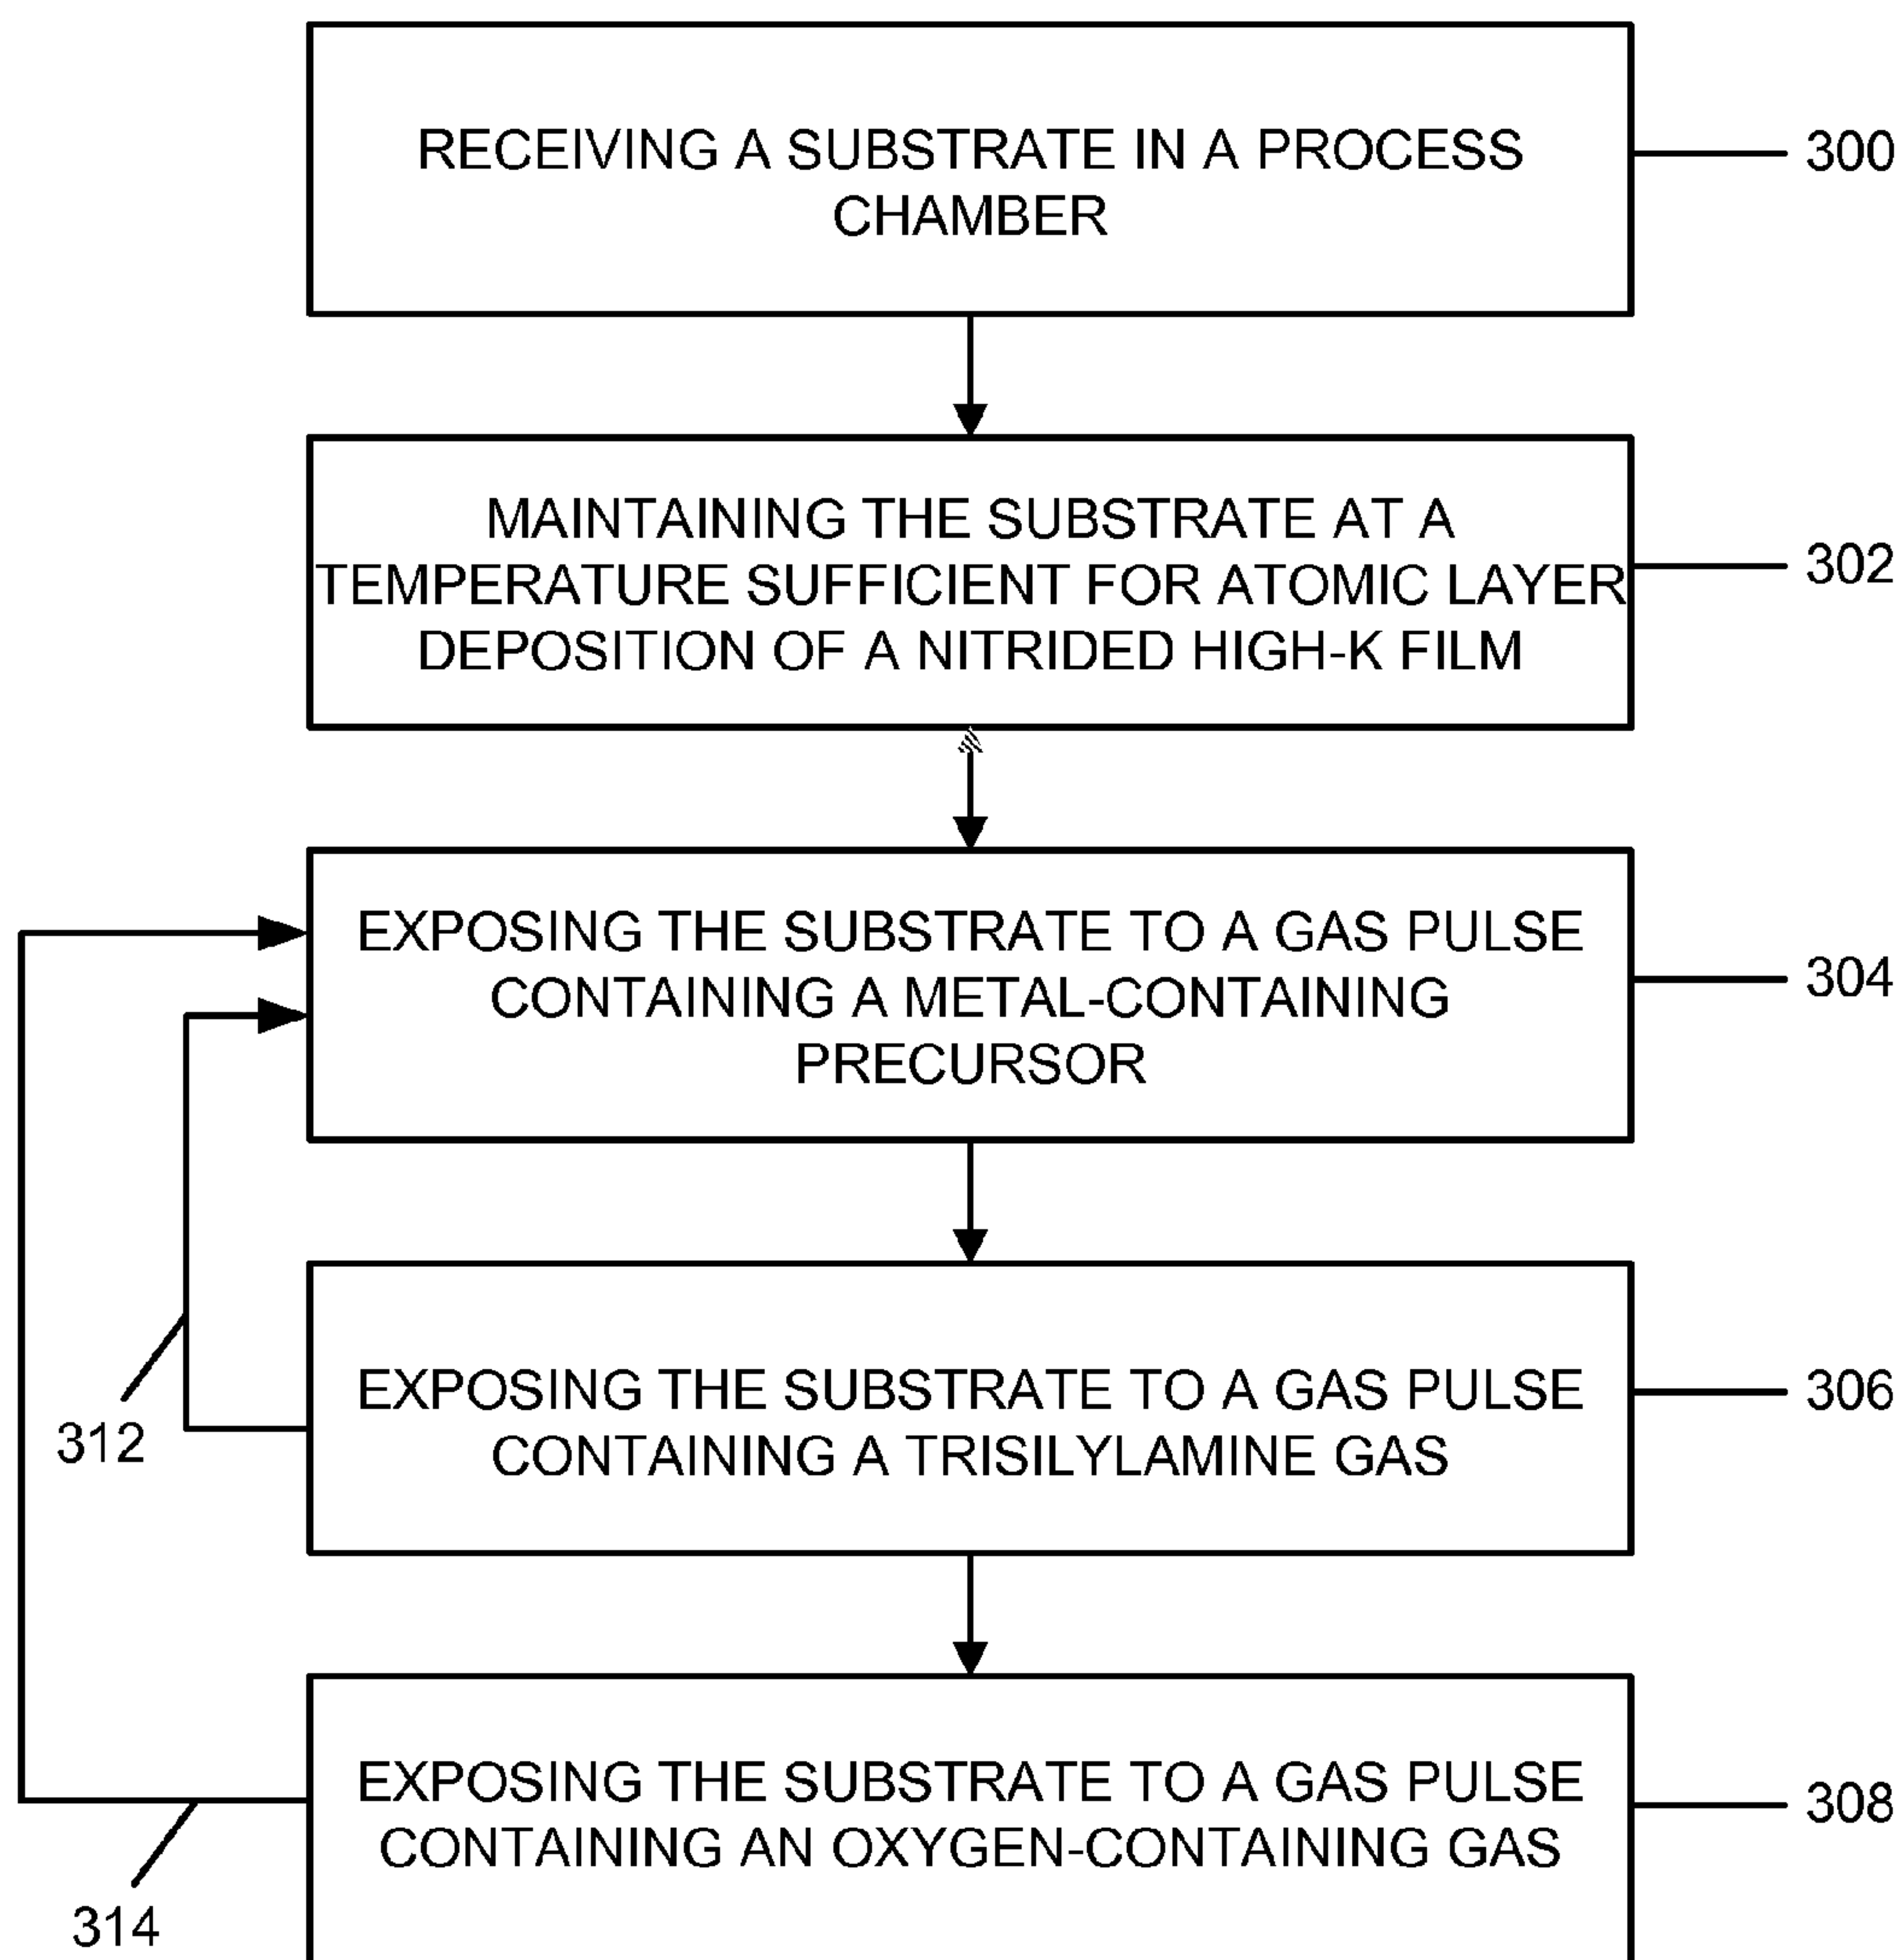 RECEIVING A SUBSTRATE IN A PROCESS
CHAMBER
300
MAINTAINING THE SUBSTRATE AT A
TEMPERATURE SUFFICIENT FOR ATOMIC LAYER
DEPOSITION OF A NITRIDED HIGH-K FILM
302
EXPOSING THE SUBSTRATE TO A GAS PULSE
CONTAINING A METAL-CONTAINING
PRECURSOR
304
EXPOSING THE SUBSTRATE TO A GAS PULSE
CONTAINING A TRISILYLAMINE GAS
306
312
EXPOSING THE SUBSTRATE TO A GAS PULSE
CONTAINING AN OXYGEN-CONTAINING GAS
308
314